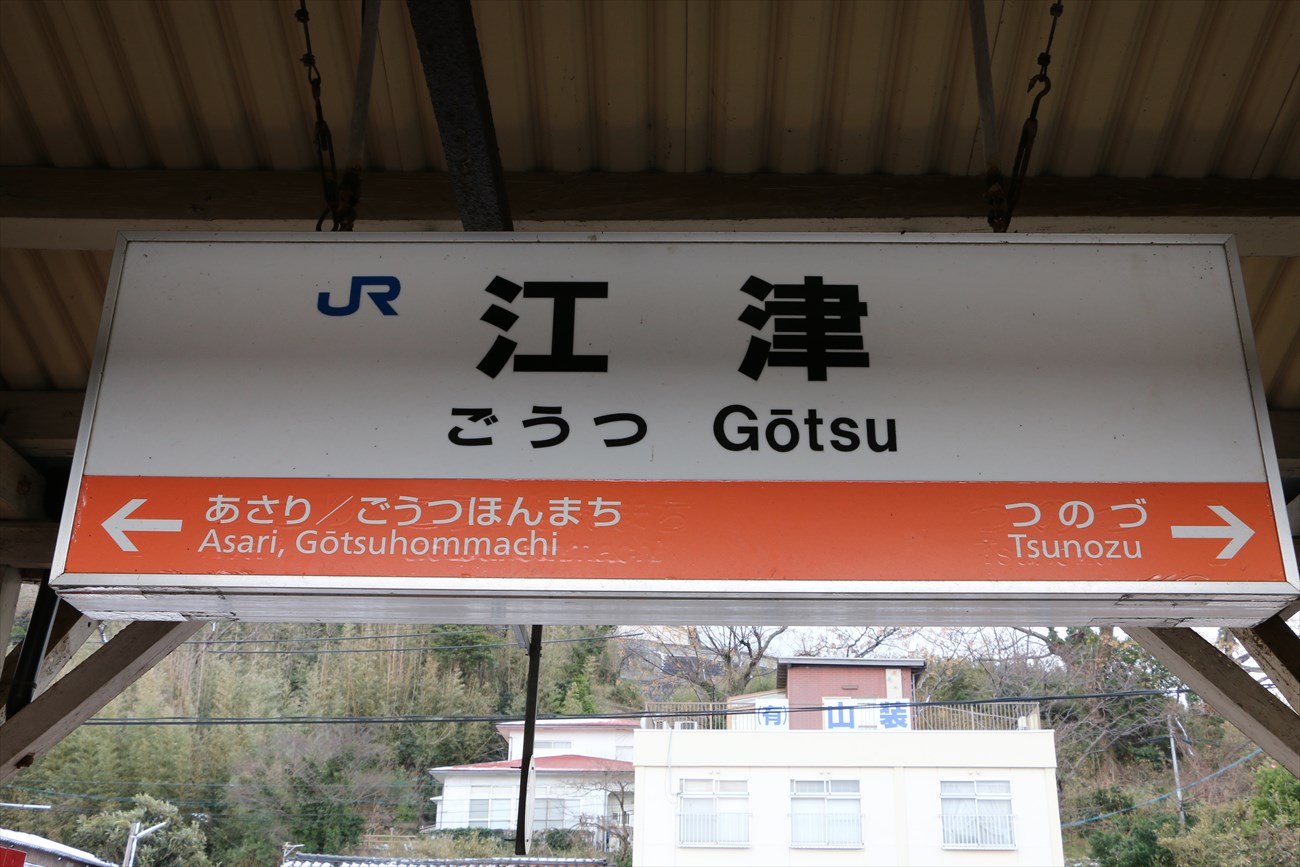 JR 江津
ごうつ Gōtsu
← あさり／ごうつほんまち つのづ →
Asari, Gōtsuhommachi Tsunozu
(有) 山装